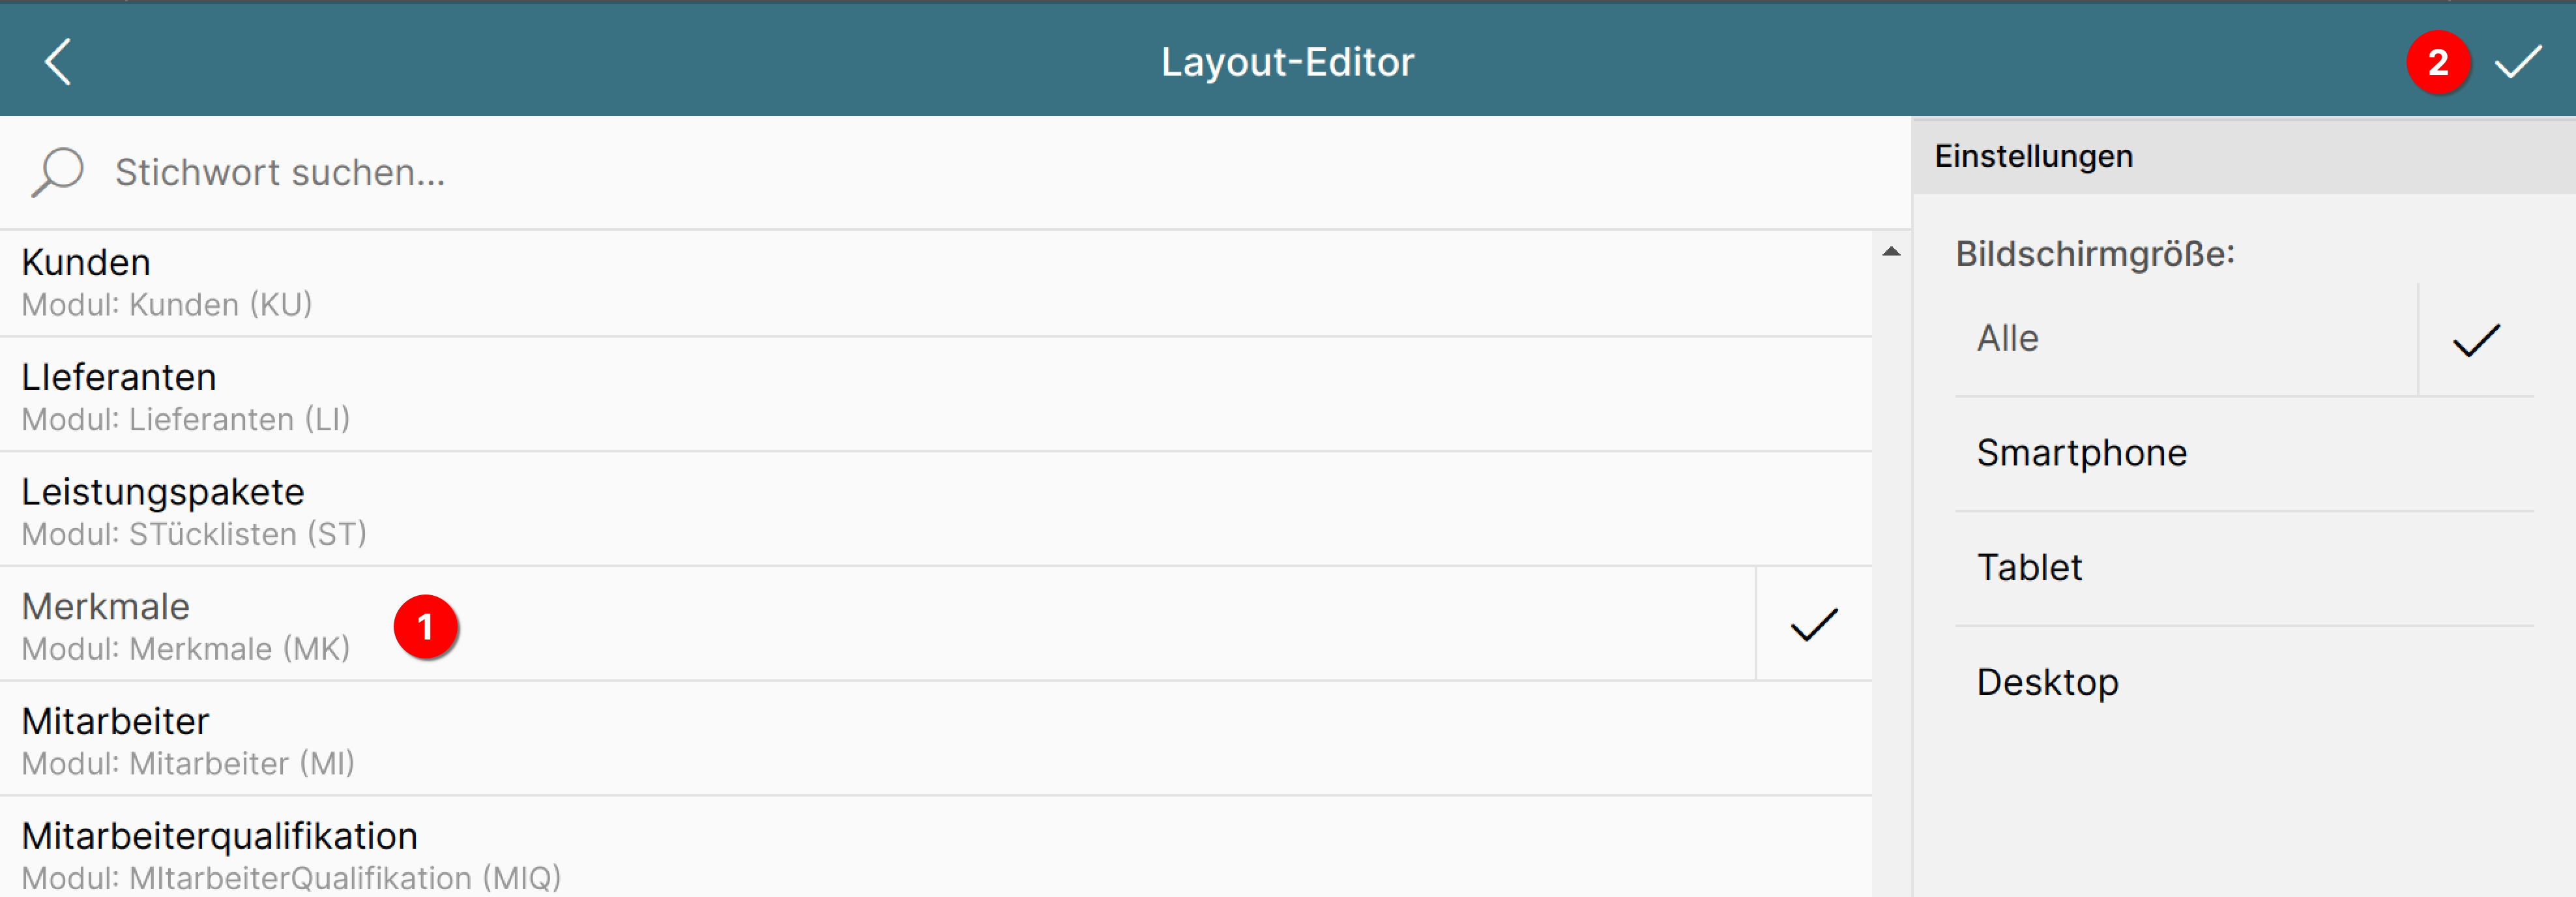 Layout-Editor
2
Stichwort suchen...
Kunden
Modul: Kunden (KU)
LIeferanten
Modul: Lieferanten (LI)
Leistungspakete
Modul: STücklisten (ST)
Merkmale
Modul: Merkmale (MK)
1
Mitarbeiter
Modul: Mitarbeiter (MI)
Mitarbeiterqualifikation
Modul: MItarbeiterQualifikation (MIQ)
Einstellungen
Bildschirmgröße:
Alle
Smartphone
Tablet
Desktop